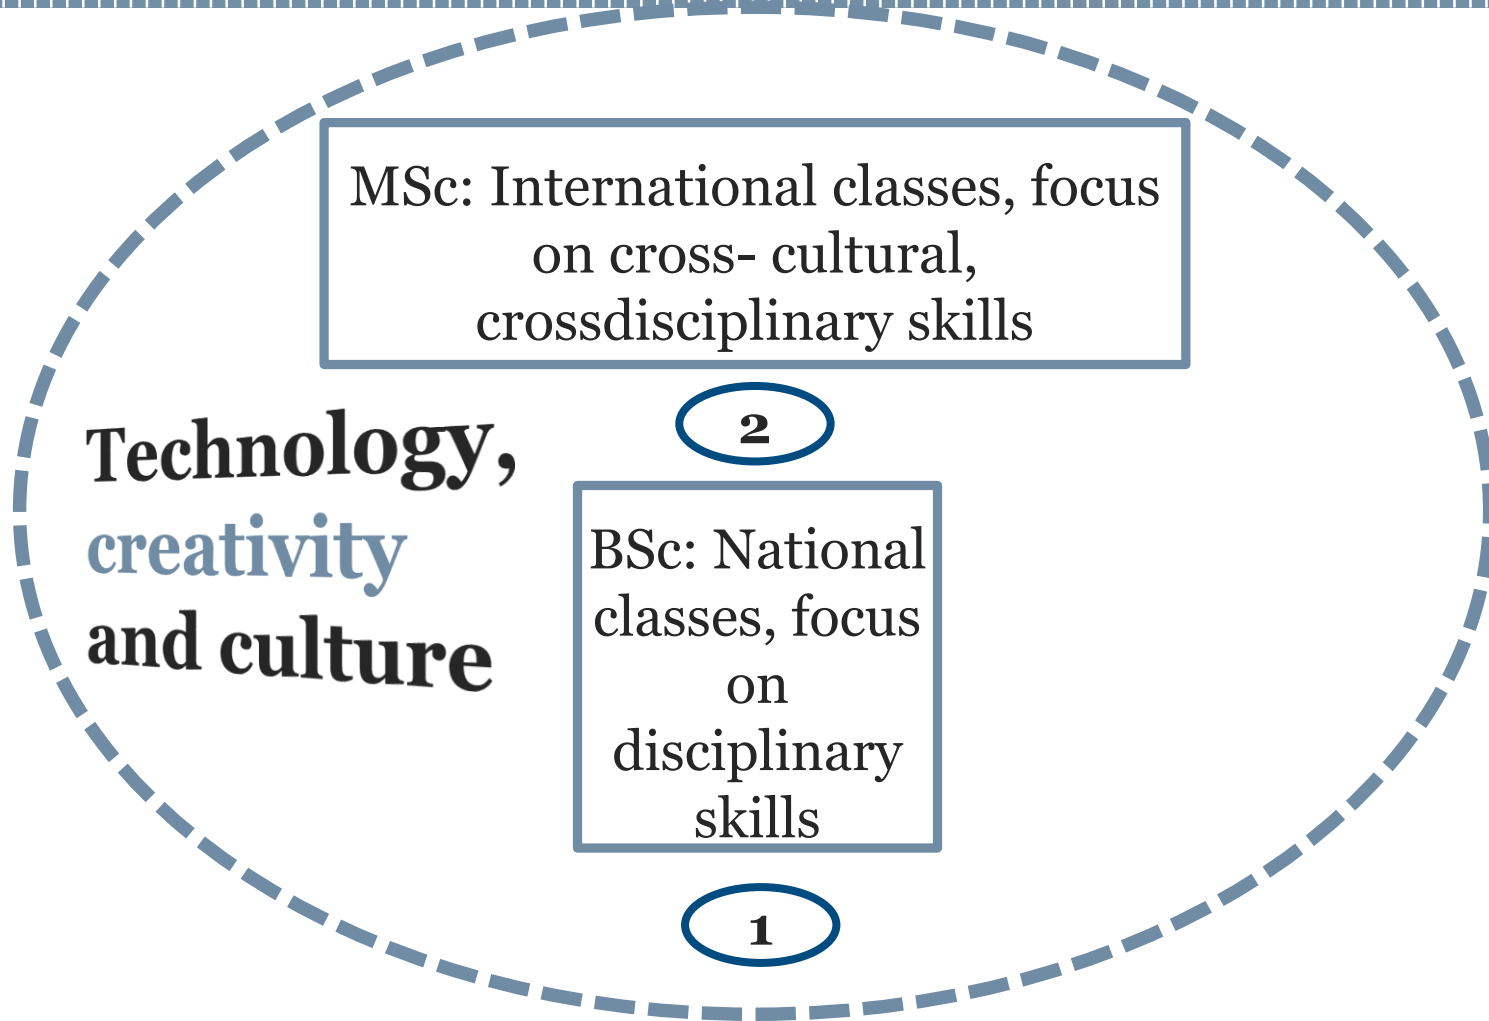 MSc: International classes, focus
on cross- cultural,
crossdisciplinary skills
2
Technology,
creativity
and culture
BSc: National
classes, focus
on
disciplinary
skills
1